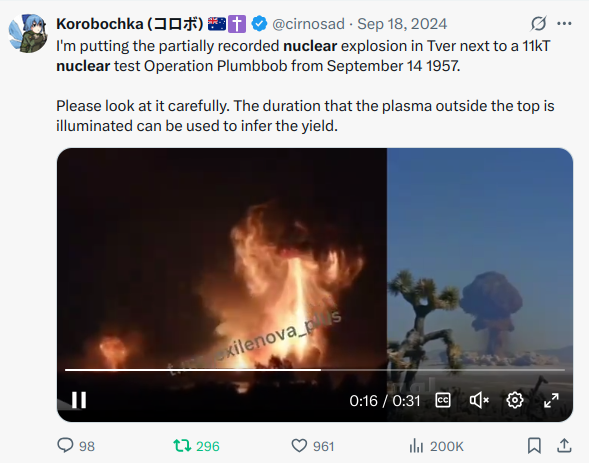 Korobochka (コロボ) 🇦🇺✝️ @cirnosad · Sep 18, 2024
I'm putting the partially recorded nuclear explosion in Tver next to a 11kT
nuclear test Operation Plumbbob from September 14 1957.
Please look at it carefully. The duration that the plasma outside the top is
illuminated can be used to infer the yield.
exilenova_plus
0:16 / 0:31 CC
98 296 961 200K